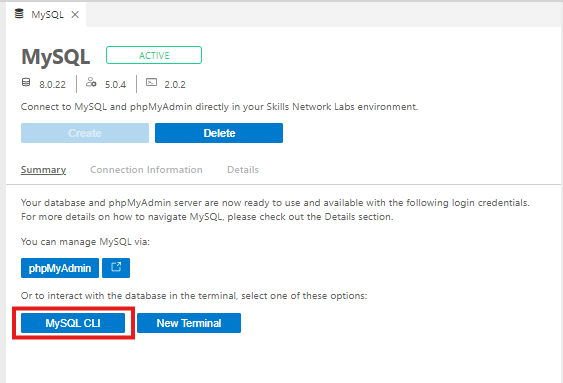 MySQL
MySQL ACTIVE
8.0.22 5.0.4 2.0.2
Connect to MySQL and phpMyAdmin directly in your Skills Network Labs environment.
Create Delete
Summary Connection Information Details
Your database and phpMyAdmin server are now ready to use and available with the following login credentials.
For more details on how to navigate MySQL, please check out the Details section.
You can manage MySQL via:
phpMyAdmin
Or to interact with the database in the terminal, select one of these options:
MySQL CLI New Terminal